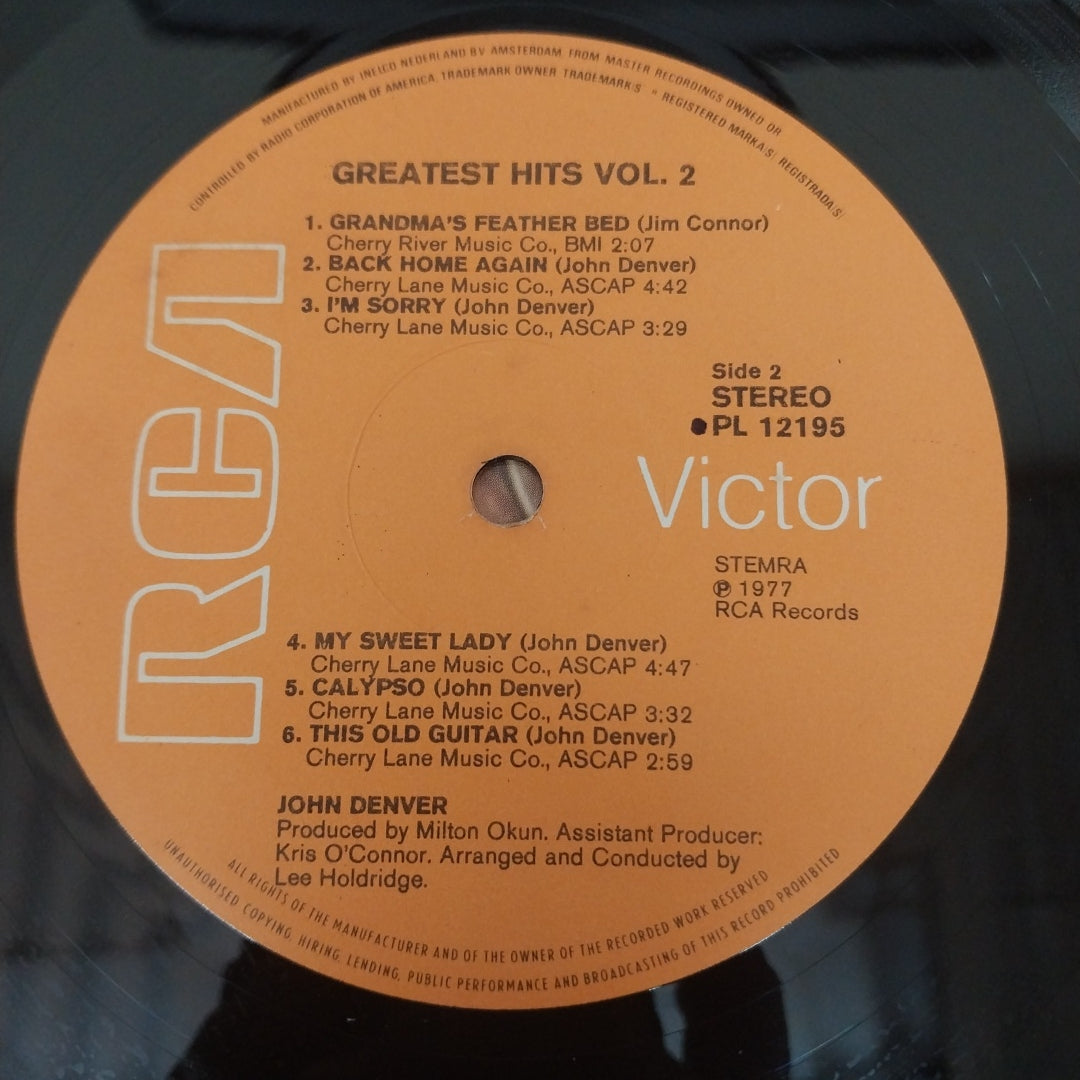 MANUFACTURED BY INELCO NEDERLAND BV AMSTERDAM, FROM MASTER RECORDINGS OWNED OR
CONTROLLED BY RADIO CORPORATION OF AMERICA, TRADEMARK OWNER TRADEMARK/S ® REGISTERED MARKA/S/ REGISTRADA/S/
GREATEST HITS VOL. 2
1. GRANDMA'S FEATHER BED (Jim Connor)
Cherry River Music Co., BMI 2:07
2. BACK HOME AGAIN (John Denver)
Cherry Lane Music Co., ASCAP 4:42
3. I'M SORRY (John Denver)
Cherry Lane Music Co., ASCAP 3:29
RCA
Side 2
STEREO
PL 12195
Victor
STEMRA
℗ 1977
RCA Records
4. MY SWEET LADY (John Denver)
Cherry Lane Music Co., ASCAP 4:47
5. CALYPSO (John Denver)
Cherry Lane Music Co., ASCAP 3:32
6. THIS OLD GUITAR (John Denver)
Cherry Lane Music Co., ASCAP 2:59
JOHN DENVER
Produced by Milton Okun. Assistant Producer:
Kris O'Connor. Arranged and Conducted by
Lee Holdridge.
ALL RIGHTS OF THE MANUFACTURER AND OF THE OWNER OF THE RECORDED WORK RESERVED
UNAUTHORISED COPYING, HIRING, LENDING, PUBLIC PERFORMANCE AND BROADCASTING OF THIS RECORD PROHIBITED